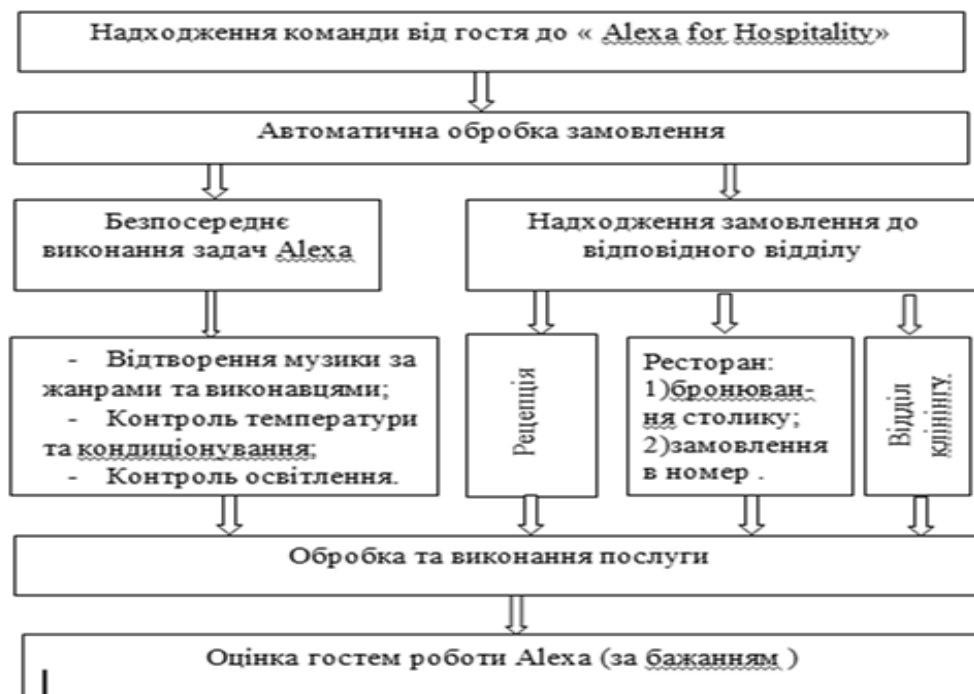 Надходження команди від гостя до « Alexa for Hospitality»
Автоматична обробка замовлення
Безпосереднє
виконання задач Alexa
Надходження замовлення до
відповідного відділу
- Відтворення музики за
жанрами та виконавцями;
- Контроль температури
та кондиціонування;
- Контроль освітлення.
Рецепція
Ресторан:
1)бронюван-
ня столику;
2)замовлення
в номер .
Відділ
клінінгу.
Обробка та виконання послуги
Оцінка гостем роботи Alexa (за бажанням )